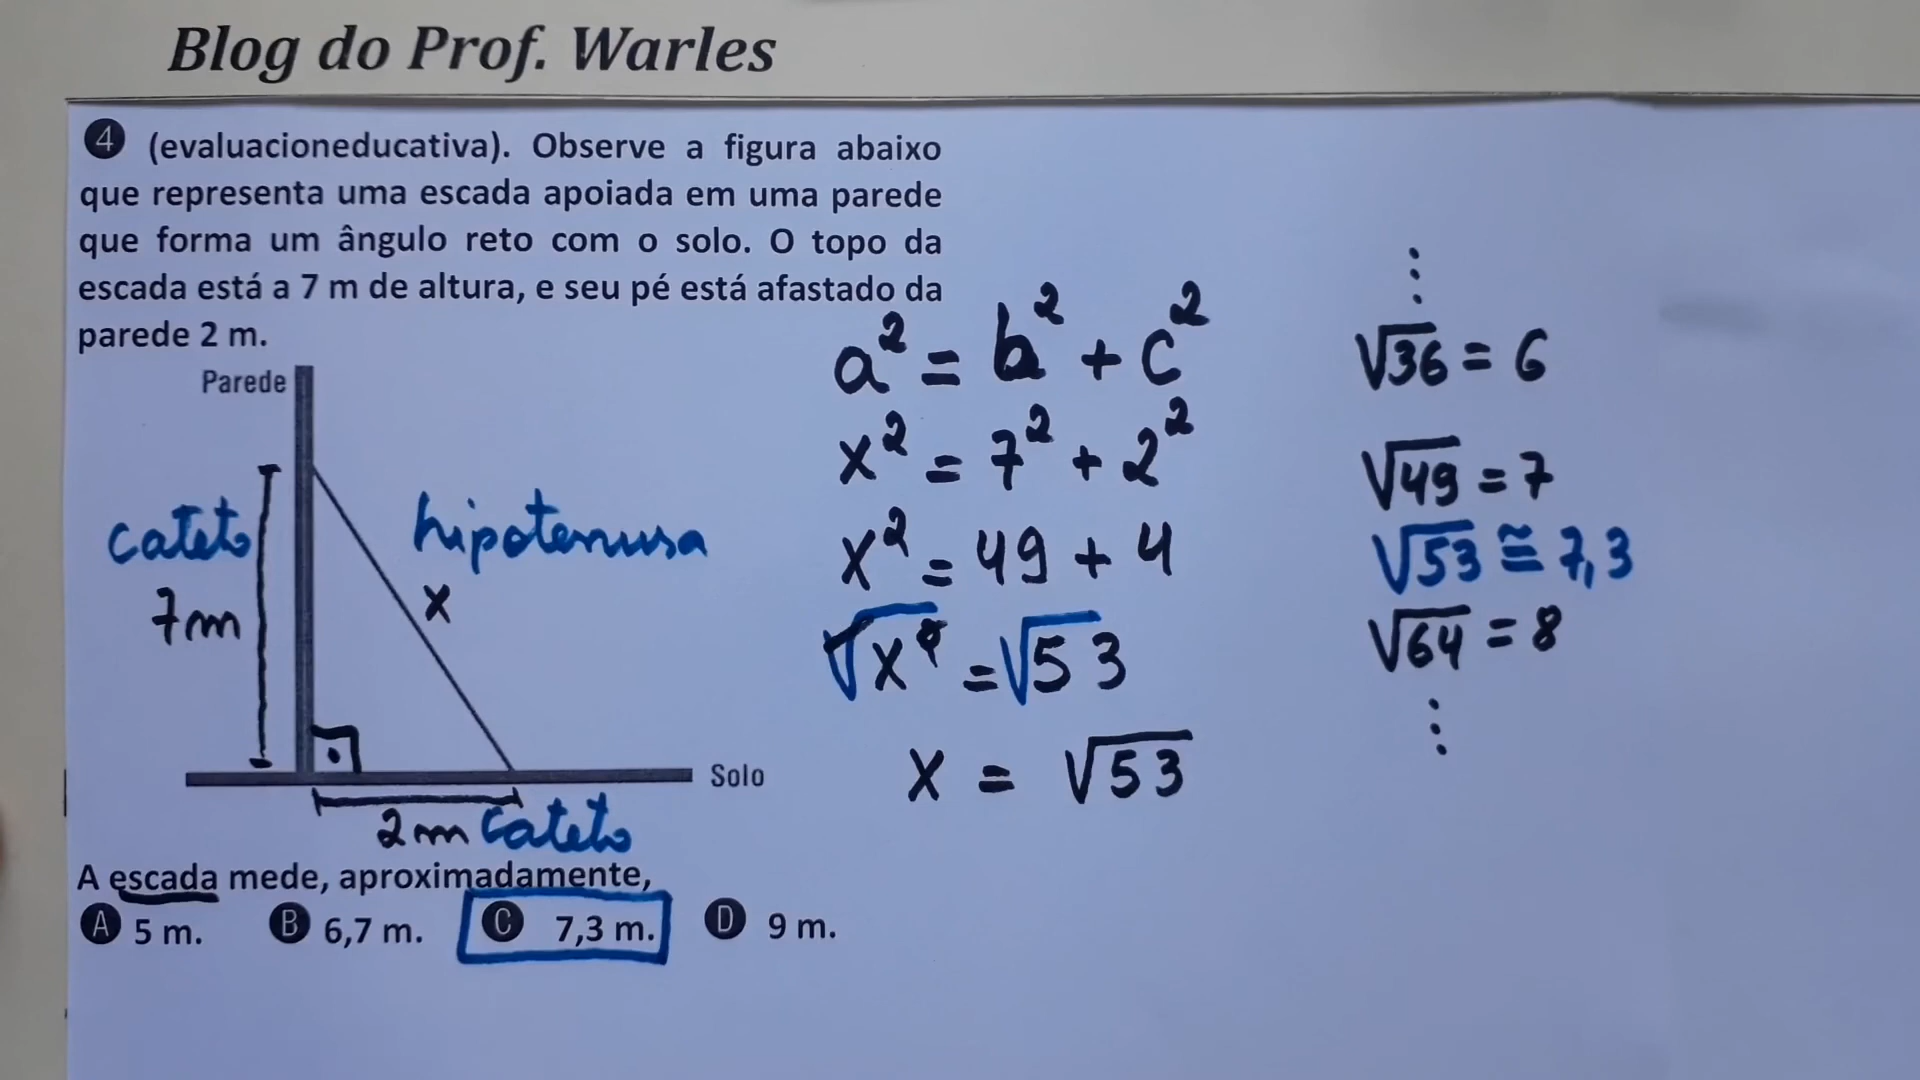 Blog do Prof. Warles
4 (evaluacioneducativa). Observe a figura abaixo
que representa uma escada apoiada em uma parede
que forma um ângulo reto com o solo. O topo da
escada está a 7 m de altura, e seu pé está afastado da
parede 2 m.
Parede
cateto
7m
hipotenusa
x
Solo
2m cateto
A escada mede, aproximadamente,
A 5 m. B 6,7 m. C 7,3 m. D 9 m.
a² = b² + c²
x² = 7² + 2²
x² = 49 + 4
√x² = √53
x = √53
⋮
√36 = 6
√49 = 7
√53 ≅ 7,3
√64 = 8
⋮